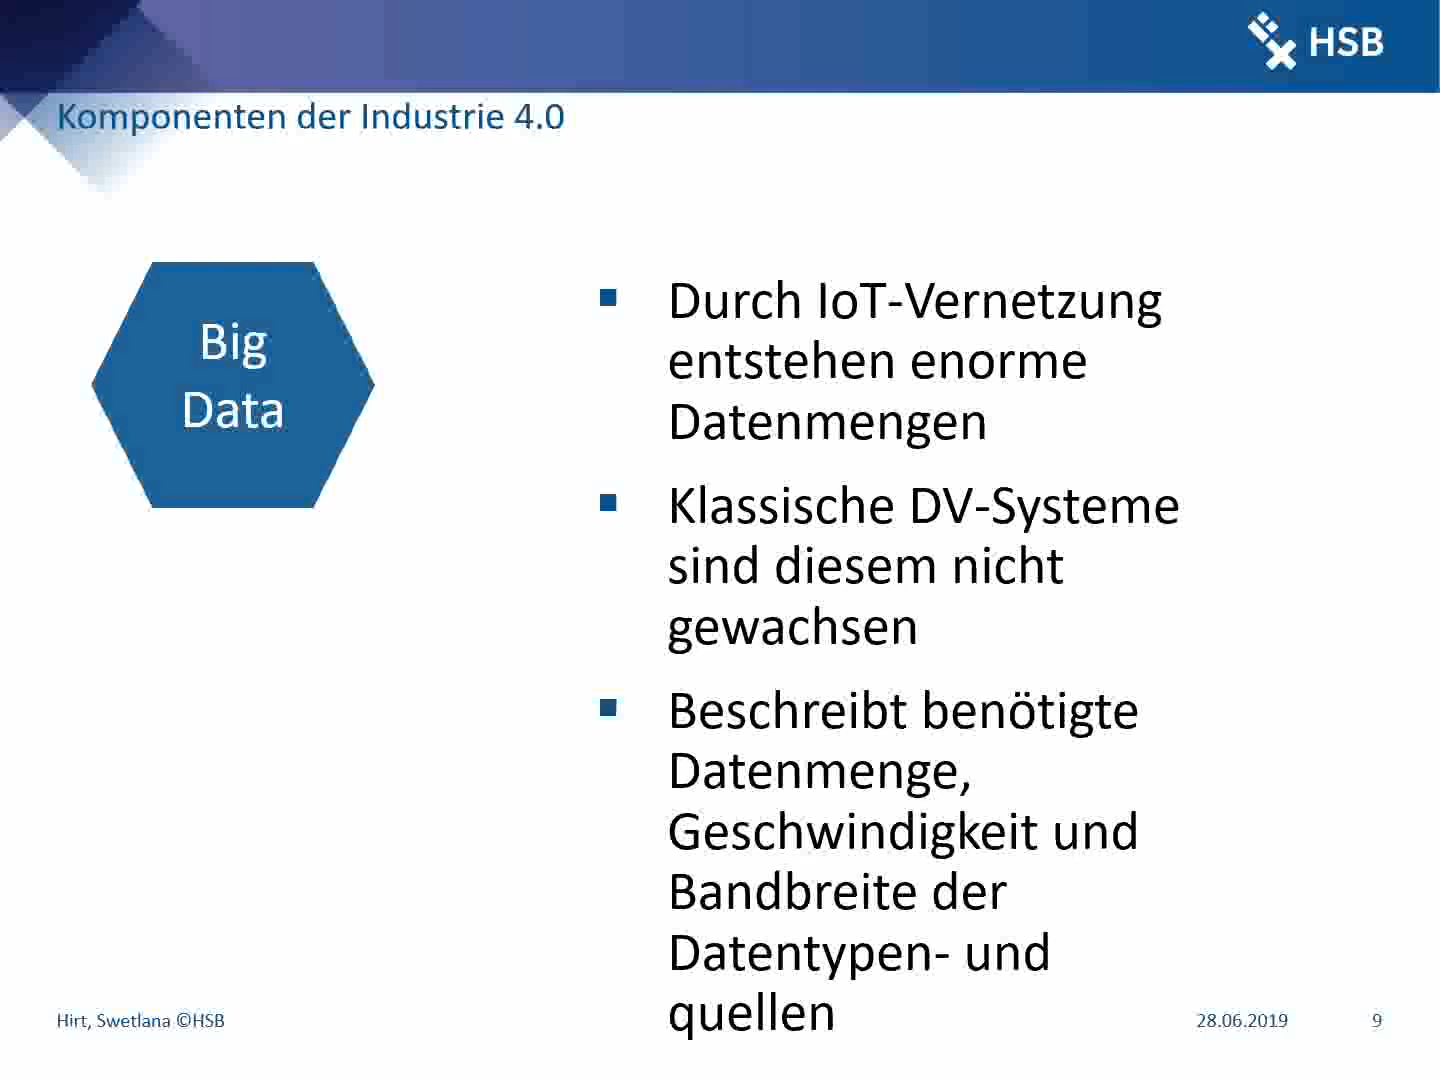 HSB
Komponenten der Industrie 4.0
Big
Data
Durch IoT-Vernetzung
entstehen enorme
Datenmengen
Klassische DV-Systeme
sind diesem nicht
gewachsen
Beschreibt benötigte
Datenmenge,
Geschwindigkeit und
Bandbreite der
Datentypen- und
quellen
Hirt, Swetlana ©HSB
28.06.2019
9